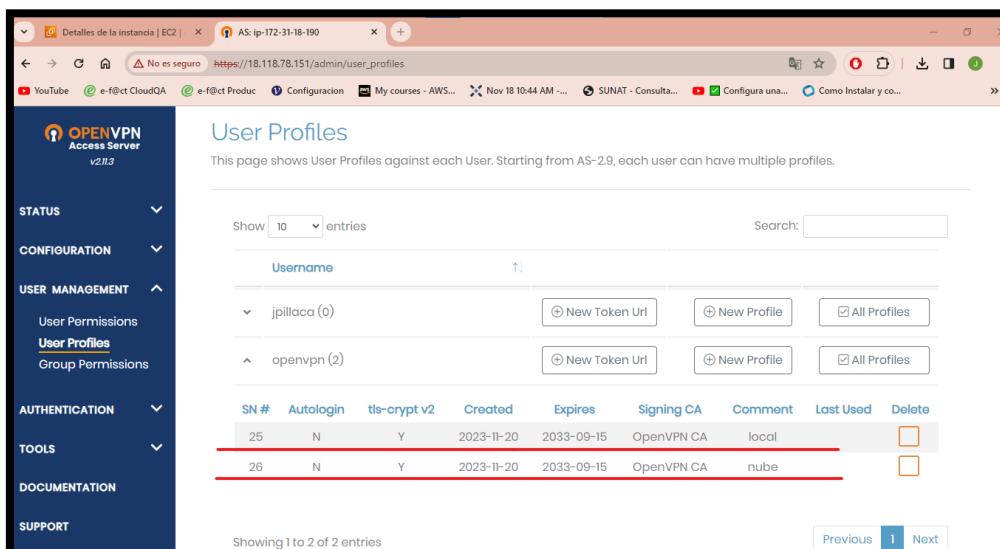 Detalles de la instancia | EC2 |
AS: ip-172-31-18-190
No es seguro https://18.118.78.151/admin/user_profiles
J
YouTube e-f@ct CloudQA e-f@ct Produc Configuracion My courses - AWS... Nov 18 10:44 AM -... SUNAT - Consulta... Configura una... Como Instalar y co... »
OPENVPN
Access Server
v2.11.3
STATUS
CONFIGURATION
USER MANAGEMENT
User Permissions
User Profiles
Group Permissions
AUTHENTICATION
TOOLS
DOCUMENTATION
SUPPORT
User Profiles
This page shows User Profiles against each User. Starting from AS-2.9, each user can have multiple profiles.
Show 10 entries Search:
Username
jpillaca (0) New Token Url New Profile All Profiles
openvpn (2) New Token Url New Profile All Profiles
SN # Autologin tls-crypt v2 Created Expires Signing CA Comment Last Used Delete
25 N Y 2023-11-20 2033-09-15 OpenVPN CA local
26 N Y 2023-11-20 2033-09-15 OpenVPN CA nube
Showing 1 to 2 of 2 entries Previous 1 Next